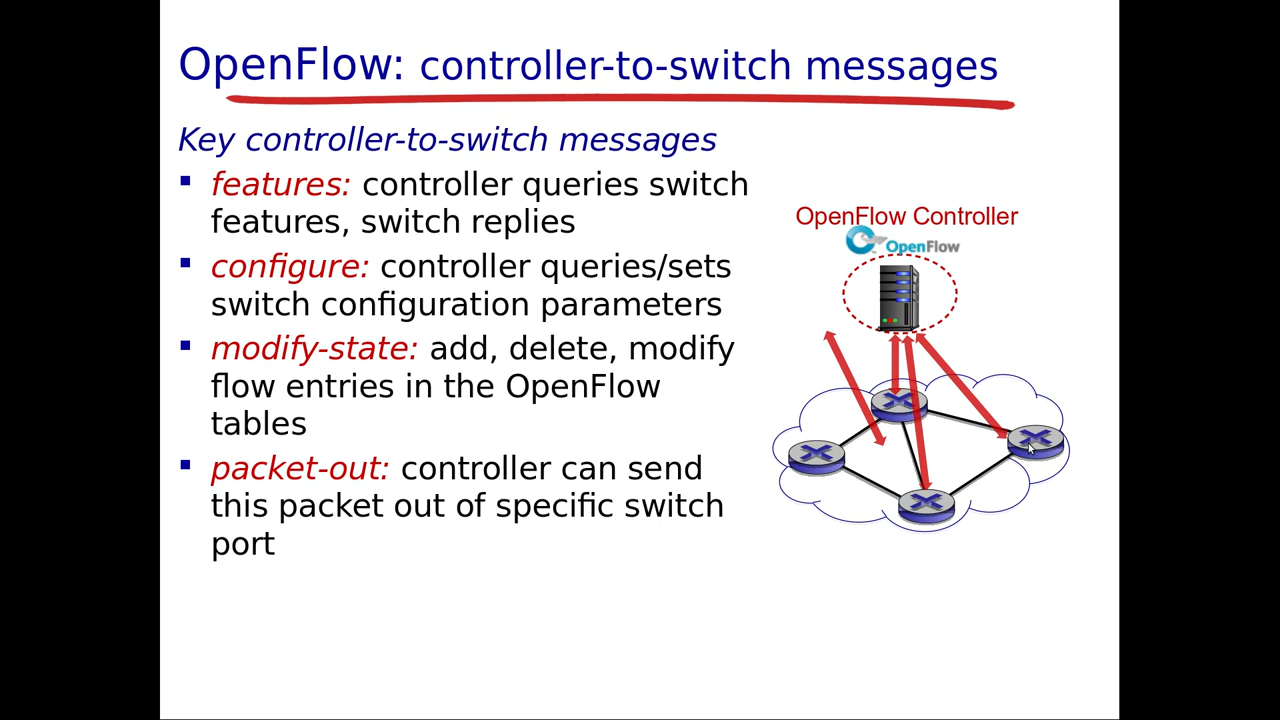 OpenFlow: controller-to-switch messages
Key controller-to-switch messages
features: controller queries switch
features, switch replies
configure: controller queries/sets
switch configuration parameters
modify-state: add, delete, modify
flow entries in the OpenFlow
tables
packet-out: controller can send
this packet out of specific switch
port
OpenFlow Controller
OpenFlow